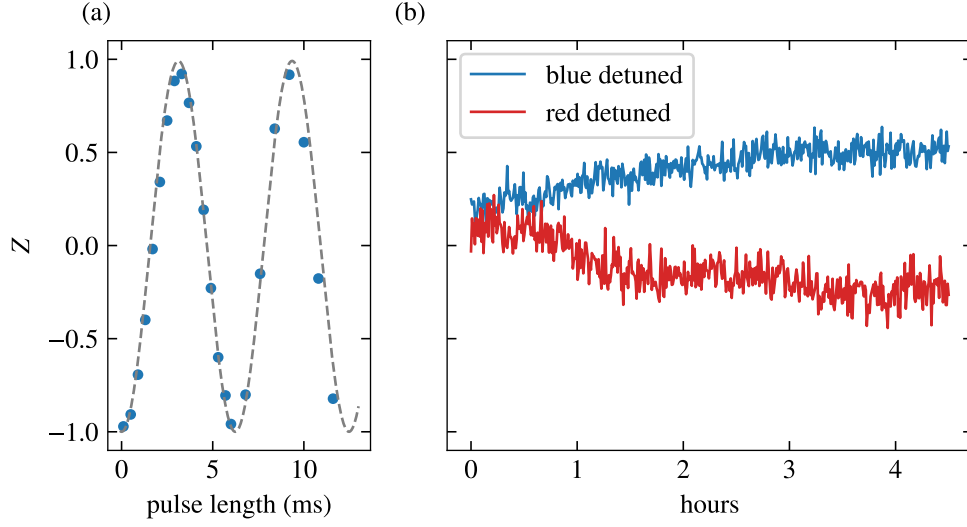 (a)
(b)
1.0
0.5
0.0
−0.5
−1.0
Z
0
5
10
pulse length (ms)
blue detuned
red detuned
0
1
2
3
4
hours